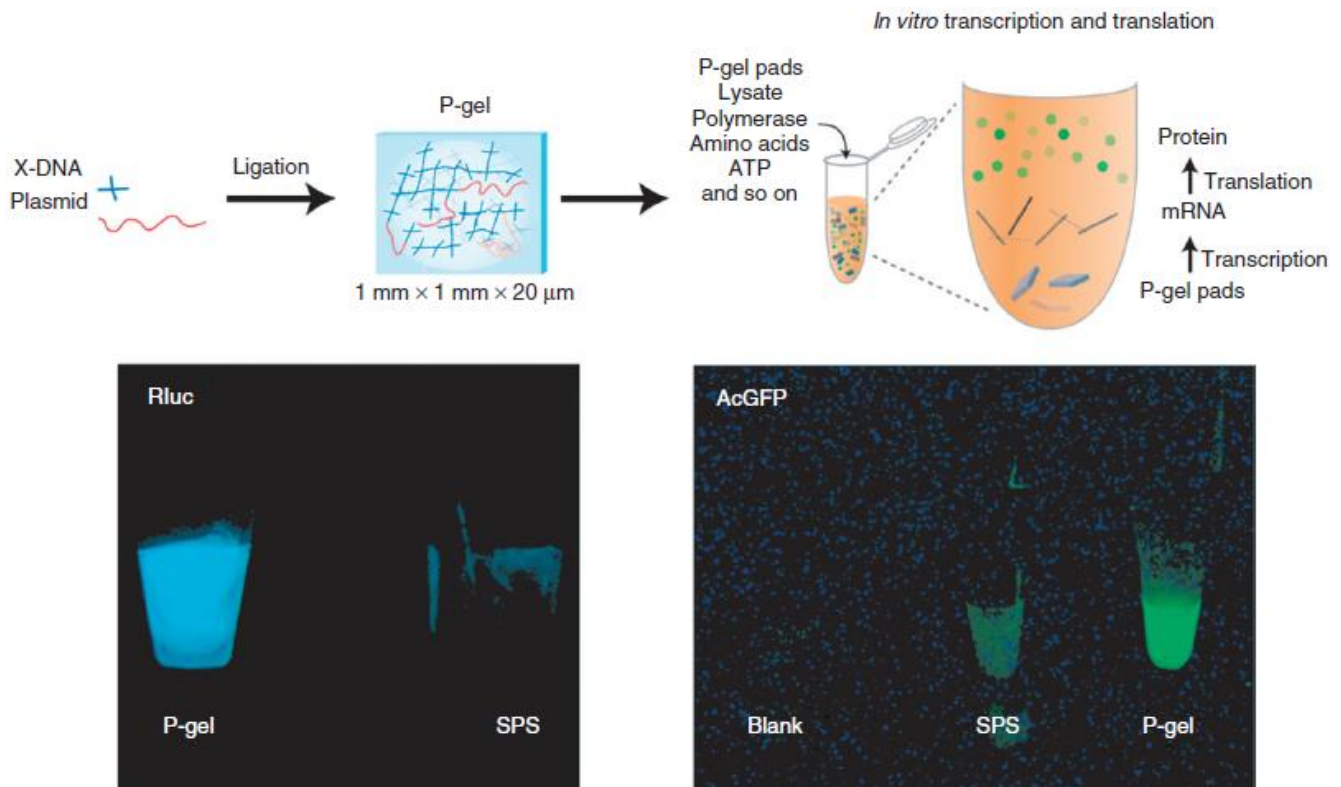 In vitro transcription and translation
X-DNA
Plasmid
Ligation
P-gel
1 mm × 1 mm × 20 μm
P-gel pads
Lysate
Polymerase
Amino acids
ATP
and so on
Protein
Translation
mRNA
Transcription
P-gel pads
Rluc
P-gel
SPS
AcGFP
Blank
SPS
P-gel